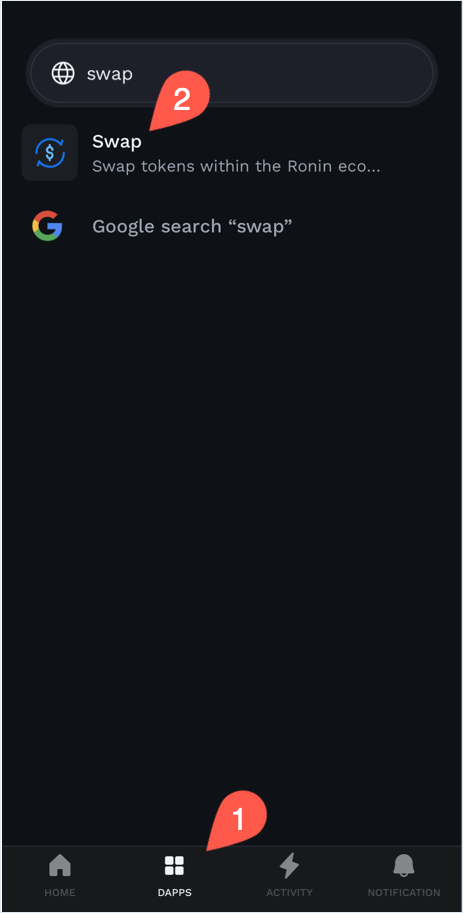 swap
2
Swap
Swap tokens within the Ronin eco...
Google search “swap”
1
HOME
DAPPS
ACTIVITY
NOTIFICATION